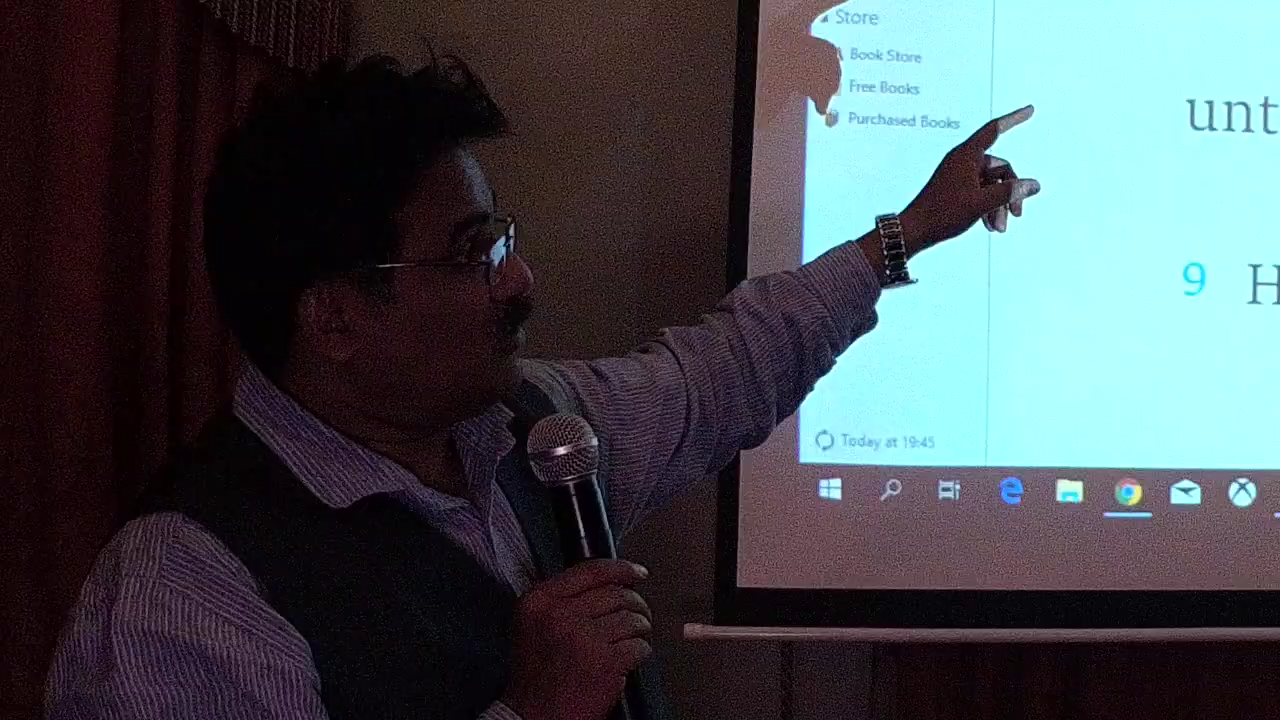 Store
Book Store
Free Books
Purchased Books
unt
9 H
Today at 19:45